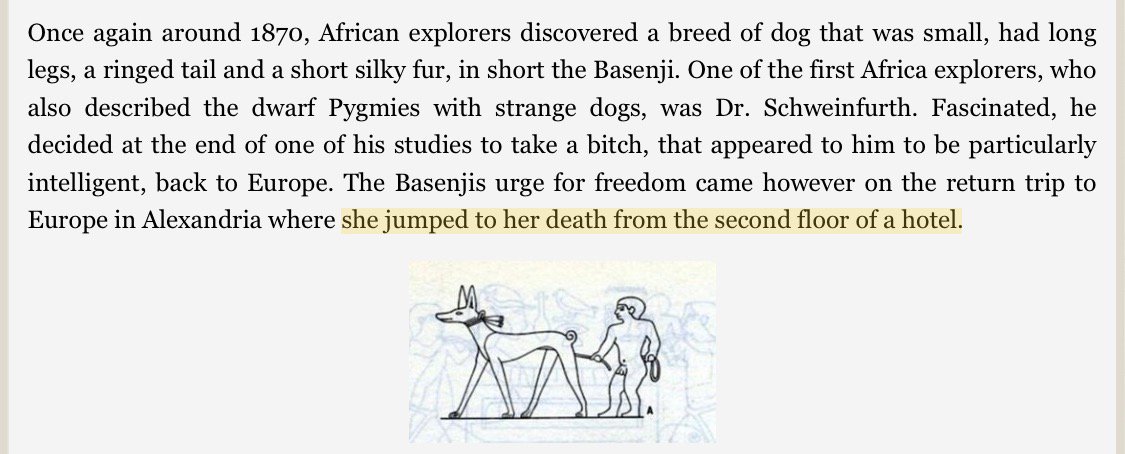 Once again around 1870, African explorers discovered a breed of dog that was small, had long
legs, a ringed tail and a short silky fur, in short the Basenji. One of the first Africa explorers, who
also described the dwarf Pygmies with strange dogs, was Dr. Schweinfurth. Fascinated, he
decided at the end of one of his studies to take a bitch, that appeared to him to be particularly
intelligent, back to Europe. The Basenjis urge for freedom came however on the return trip to
Europe in Alexandria where she jumped to her death from the second floor of a hotel.
A